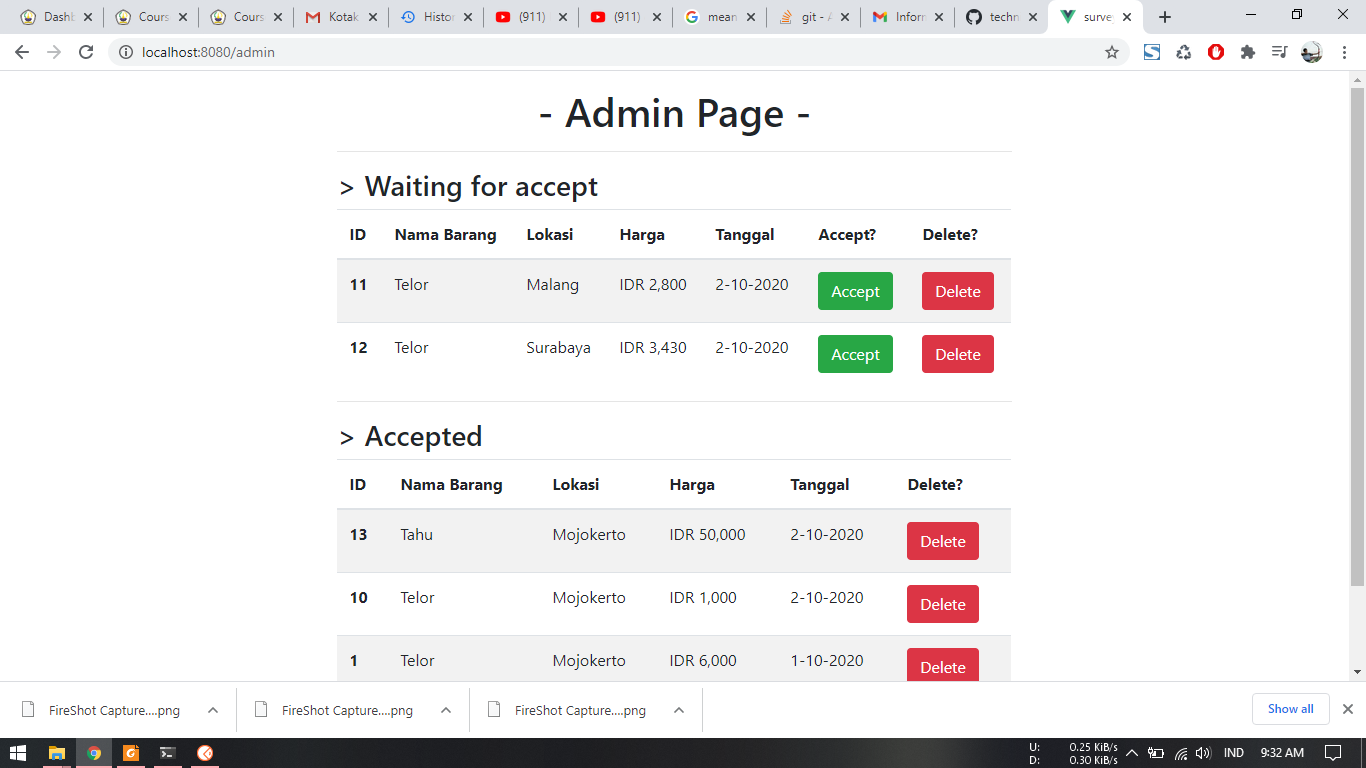 Dashb
Cours
Cours
Kotak
Histor
(911)
(911)
mean
git - A
Inforr
techn
survey
localhost:8080/admin
- Admin Page -
> Waiting for accept
ID Nama Barang Lokasi Harga Tanggal Accept? Delete?
11 Telor Malang IDR 2,800 2-10-2020 Accept Delete
12 Telor Surabaya IDR 3,430 2-10-2020 Accept Delete
> Accepted
ID Nama Barang Lokasi Harga Tanggal Delete?
13 Tahu Mojokerto IDR 50,000 2-10-2020 Delete
10 Telor Mojokerto IDR 1,000 2-10-2020 Delete
1 Telor Mojokerto IDR 6,000 1-10-2020 Delete
FireShot Capture....png
FireShot Capture....png
FireShot Capture....png
Show all
U: 0.25 KiB/s
D: 0.30 KiB/s
IND
9:32 AM